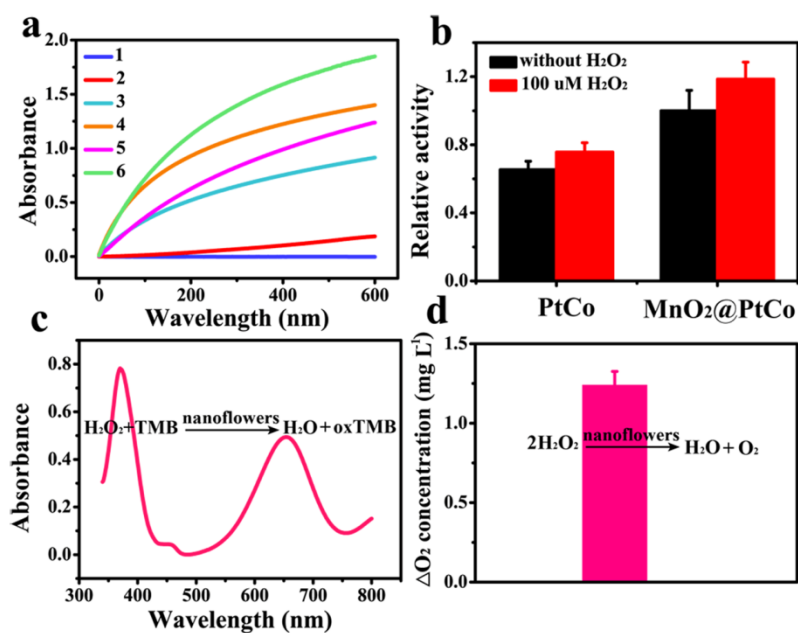 a
2.0
1.5
1.0
0.5
0.0
Absorbance
1
2
3
4
5
6
0
200
400
600
Wavelength (nm)
b
without H₂O₂
100 uM H₂O₂
1.2
0.8
0.4
0.0
Relative activity
PtCo
MnO₂@PtCo
c
0.8
0.6
0.4
0.2
0.0
Absorbance
H₂O₂+TMB nanoflowers H₂O+oxTMB
300
400
500
600
700
800
Wavelength (nm)
d
1.5
1.0
0.5
0.0
△O₂ concentration (mg L⁻¹)
2H₂O₂ nanoflowers H₂O+O₂